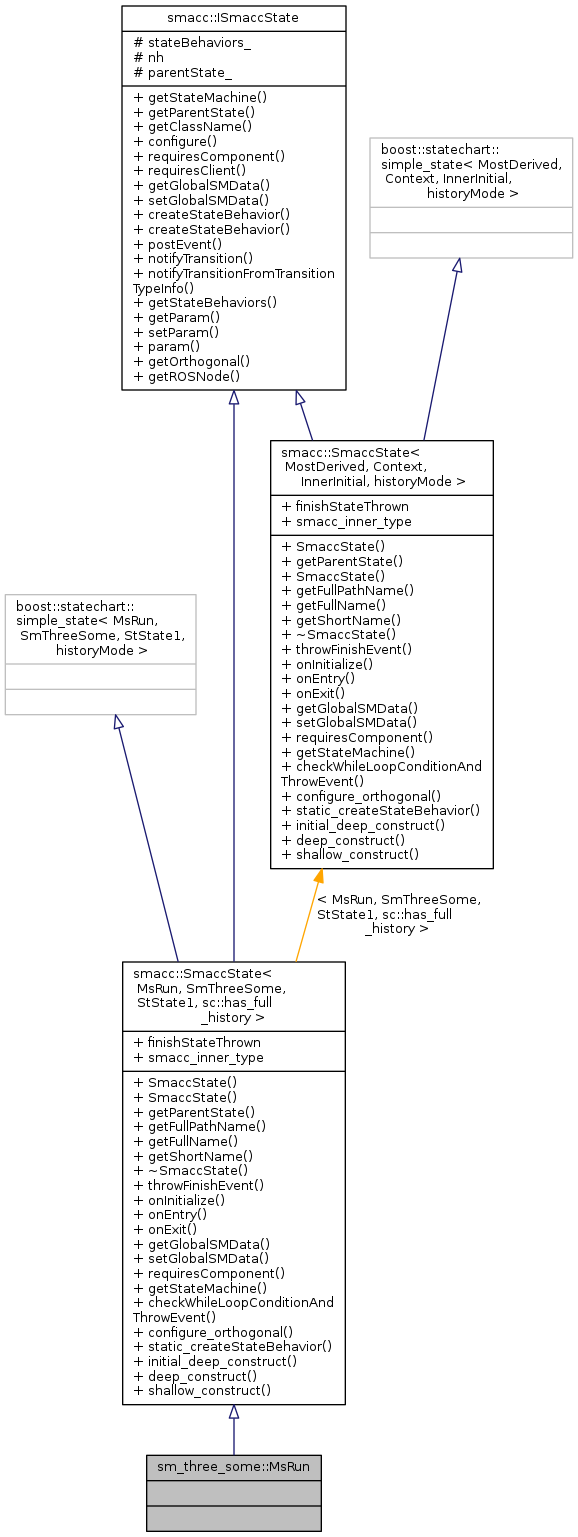 smacc::ISmaccState
# stateBehaviors_
# nh
# parentState_
+ getStateMachine()
+ getParentState()
+ getClassName()
+ configure()
+ requiresComponent()
+ requiresClient()
+ getGlobalSMData()
+ setGlobalSMData()
+ createStateBehavior()
+ createStateBehavior()
+ postEvent()
+ notifyTransition()
+ notifyTransitionFromTransition
TypeInfo()
+ getStateBehaviors()
+ getParam()
+ setParam()
+ param()
+ getOrthogonal()
+ getROSNode()
boost::statechart::
simple_state< MostDerived,
Context, InnerInitial,
historyMode >
smacc::SmaccState<
MostDerived, Context,
InnerInitial, historyMode >
+ finishStateThrown
+ smacc_inner_type
+ SmaccState()
+ getParentState()
+ SmaccState()
+ getFullPathName()
+ getFullName()
+ getShortName()
+ ~SmaccState()
+ throwFinishEvent()
+ onInitialize()
+ onEntry()
+ onExit()
+ getGlobalSMData()
+ setGlobalSMData()
+ requiresComponent()
+ getStateMachine()
+ checkWhileLoopConditionAnd
ThrowEvent()
+ configure_orthogonal()
+ static_createStateBehavior()
+ initial_deep_construct()
+ deep_construct()
+ shallow_construct()
boost::statechart::
simple_state< MsRun,
SmThreeSome, StState1,
historyMode >
< MsRun, SmThreeSome,
StState1, sc::has_full
_history >
smacc::SmaccState<
MsRun, SmThreeSome,
StState1, sc::has_full
_history >
+ finishStateThrown
+ smacc_inner_type
+ SmaccState()
+ SmaccState()
+ getParentState()
+ getFullPathName()
+ getFullName()
+ getShortName()
+ ~SmaccState()
+ throwFinishEvent()
+ onInitialize()
+ onEntry()
+ onExit()
+ getGlobalSMData()
+ setGlobalSMData()
+ requiresComponent()
+ getStateMachine()
+ checkWhileLoopConditionAnd
ThrowEvent()
+ configure_orthogonal()
+ static_createStateBehavior()
+ initial_deep_construct()
+ deep_construct()
+ shallow_construct()
sm_three_some::MsRun